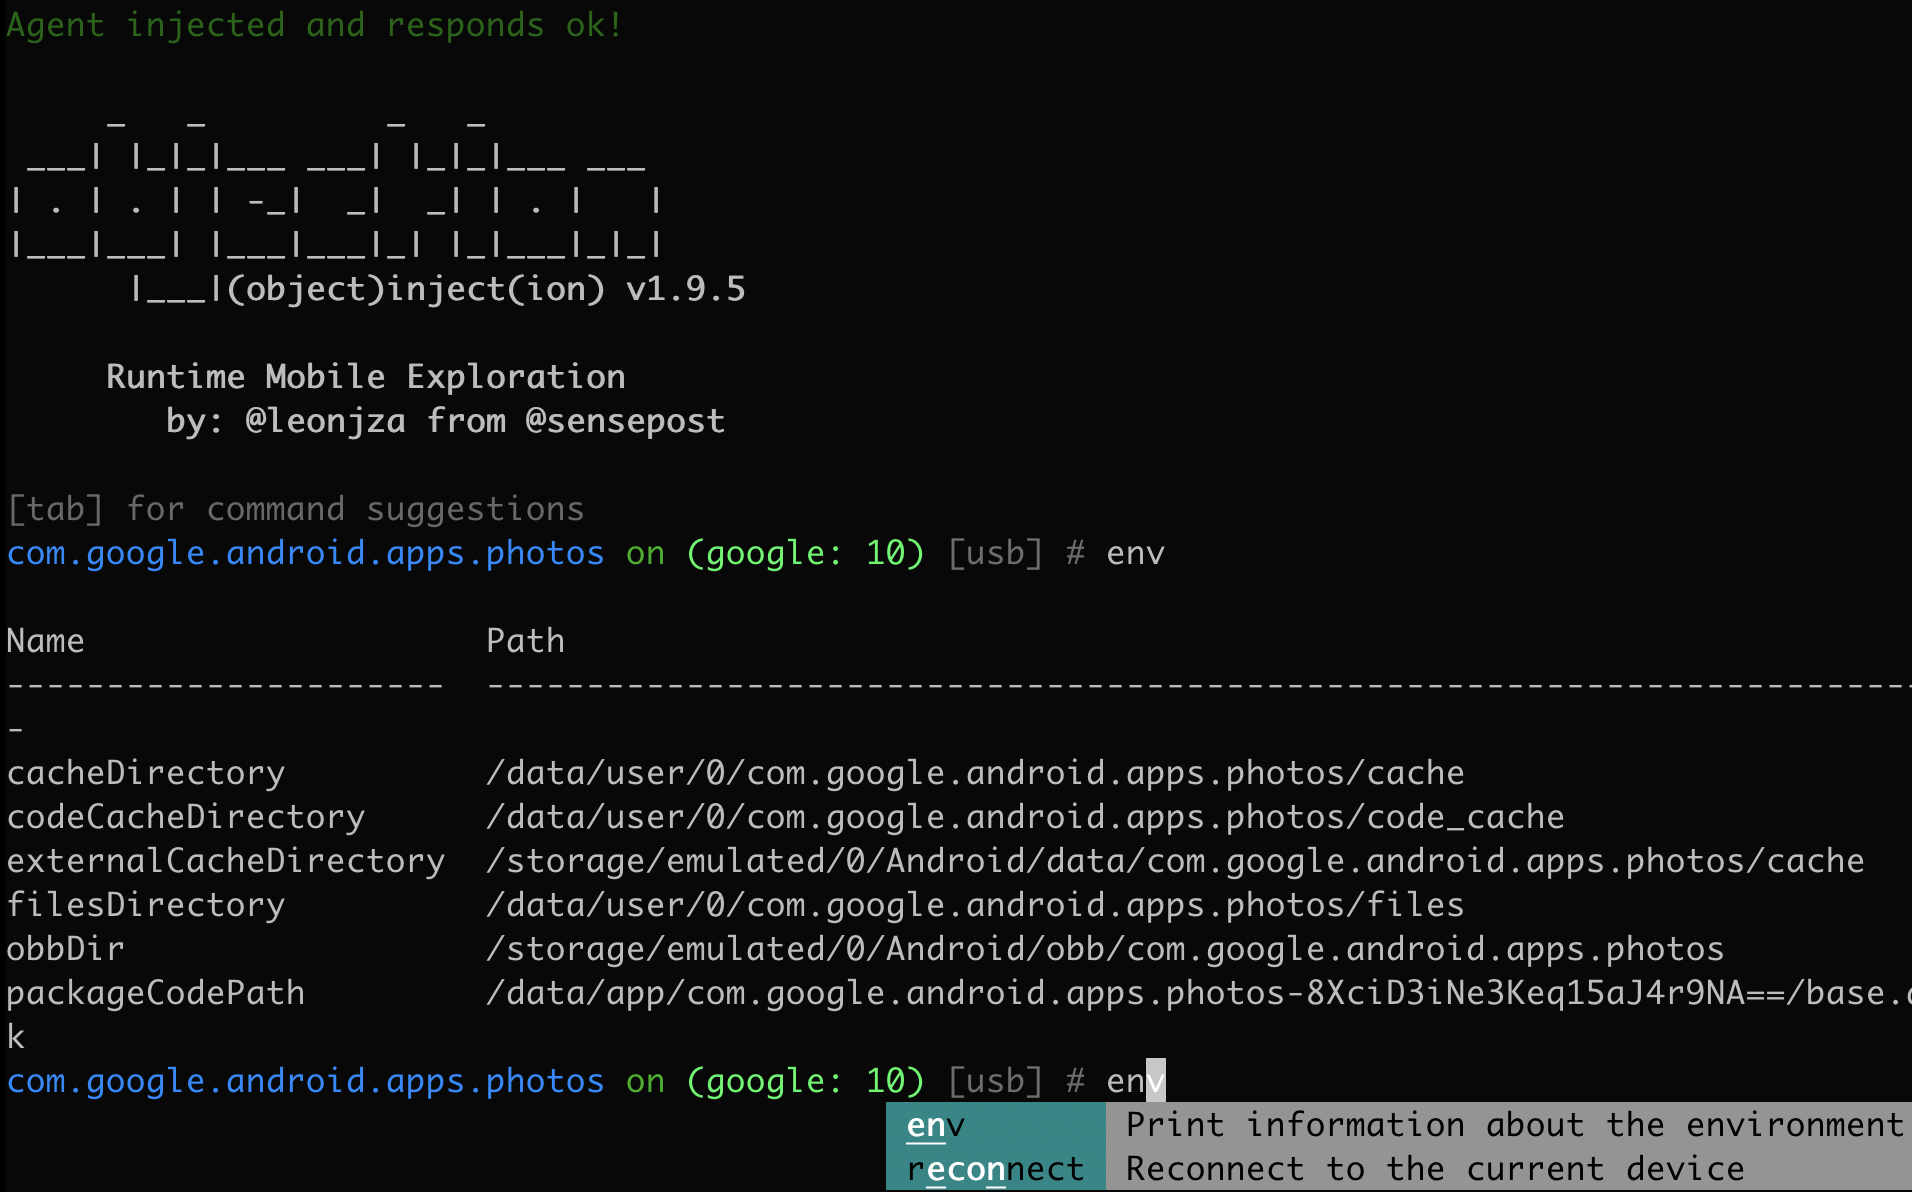 Agent injected and responds ok!
     _   _         _   _
 ___| |_|_|___ ___| |_|_|___ ___
| . | . | | -_|  _|  _| | . |   |
|___|___| |___|___|_| |_|___|_|_|
      |___|(object)inject(ion) v1.9.5
Runtime Mobile Exploration
by: @leonjza from @sensepost
[tab] for command suggestions
com.google.android.apps.photos on (google: 10) [usb] # env
Name Path
---------------------- ------------------------------------------------------------------------
-
cacheDirectory /data/user/0/com.google.android.apps.photos/cache
codeCacheDirectory /data/user/0/com.google.android.apps.photos/code_cache
externalCacheDirectory /storage/emulated/0/Android/data/com.google.android.apps.photos/cache
filesDirectory /data/user/0/com.google.android.apps.photos/files
obbDir /storage/emulated/0/Android/obb/com.google.android.apps.photos
packageCodePath /data/app/com.google.android.apps.photos-8XciD3iNe3Keq15aJ4r9NA==/base.a
k
com.google.android.apps.photos on (google: 10) [usb] # env
env Print information about the environment
reconnect Reconnect to the current device